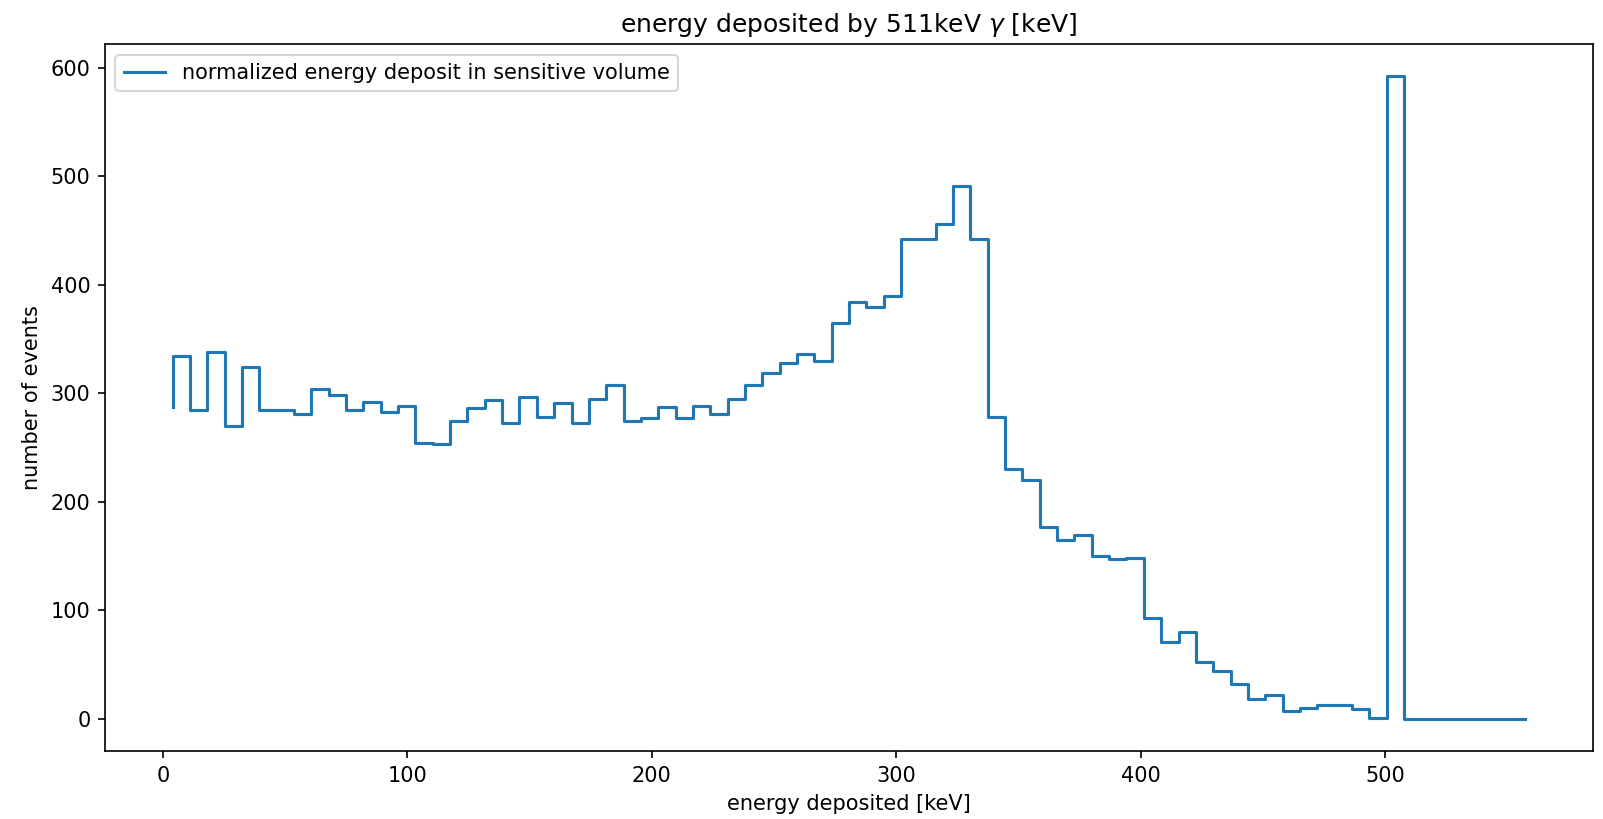 energy deposited by 511keV γ [keV]
normalized energy deposit in sensitive volume
number of events
600
500
400
300
200
100
0
0 100 200 300 400 500
energy deposited [keV]